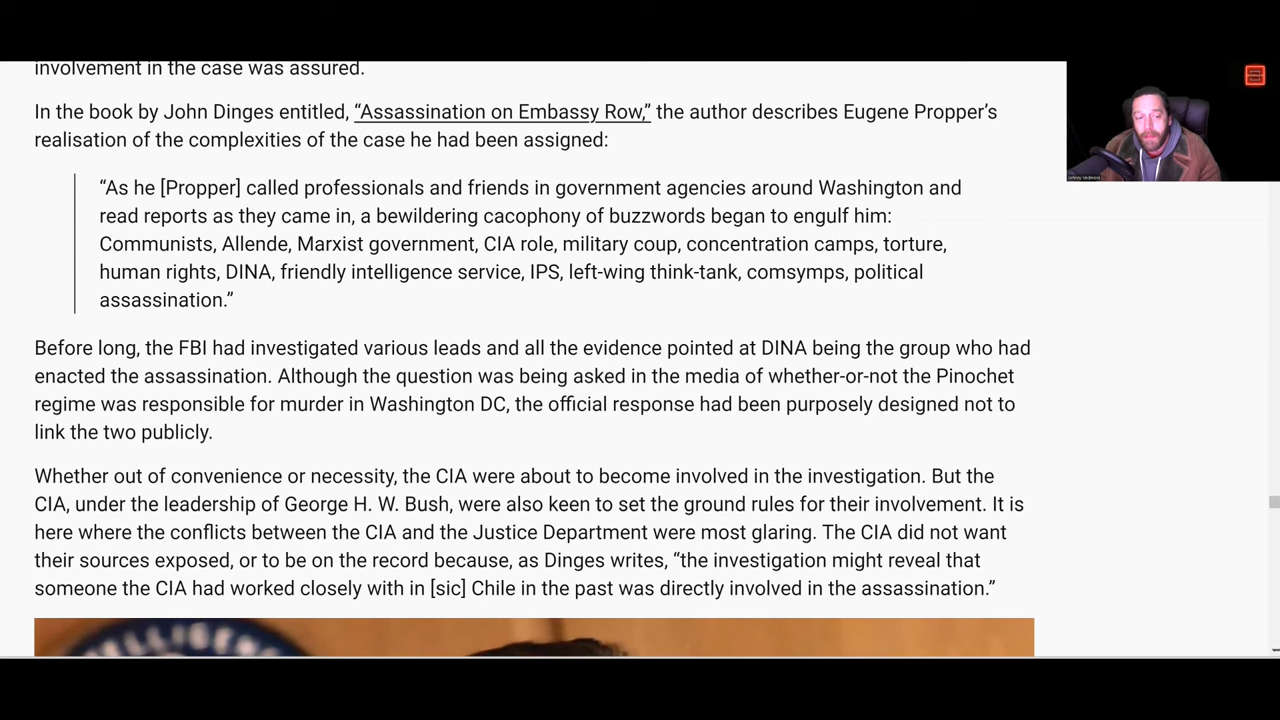 involvement in the case was assured.
In the book by John Dinges entitled, “Assassination on Embassy Row,” the author describes Eugene Propper’s
realisation of the complexities of the case he had been assigned:
“As he [Propper] called professionals and friends in government agencies around Washington and
read reports as they came in, a bewildering cacophony of buzzwords began to engulf him:
Communists, Allende, Marxist government, CIA role, military coup, concentration camps, torture,
human rights, DINA, friendly intelligence service, IPS, left-wing think-tank, comsymps, political
assassination.”
Before long, the FBI had investigated various leads and all the evidence pointed at DINA being the group who had
enacted the assassination. Although the question was being asked in the media of whether-or-not the Pinochet
regime was responsible for murder in Washington DC, the official response had been purposely designed not to
link the two publicly.
Whether out of convenience or necessity, the CIA were about to become involved in the investigation. But the
CIA, under the leadership of George H. W. Bush, were also keen to set the ground rules for their involvement. It is
here where the conflicts between the CIA and the Justice Department were most glaring. The CIA did not want
their sources exposed, or to be on the record because, as Dinges writes, “the investigation might reveal that
someone the CIA had worked closely with in [sic] Chile in the past was directly involved in the assassination.”